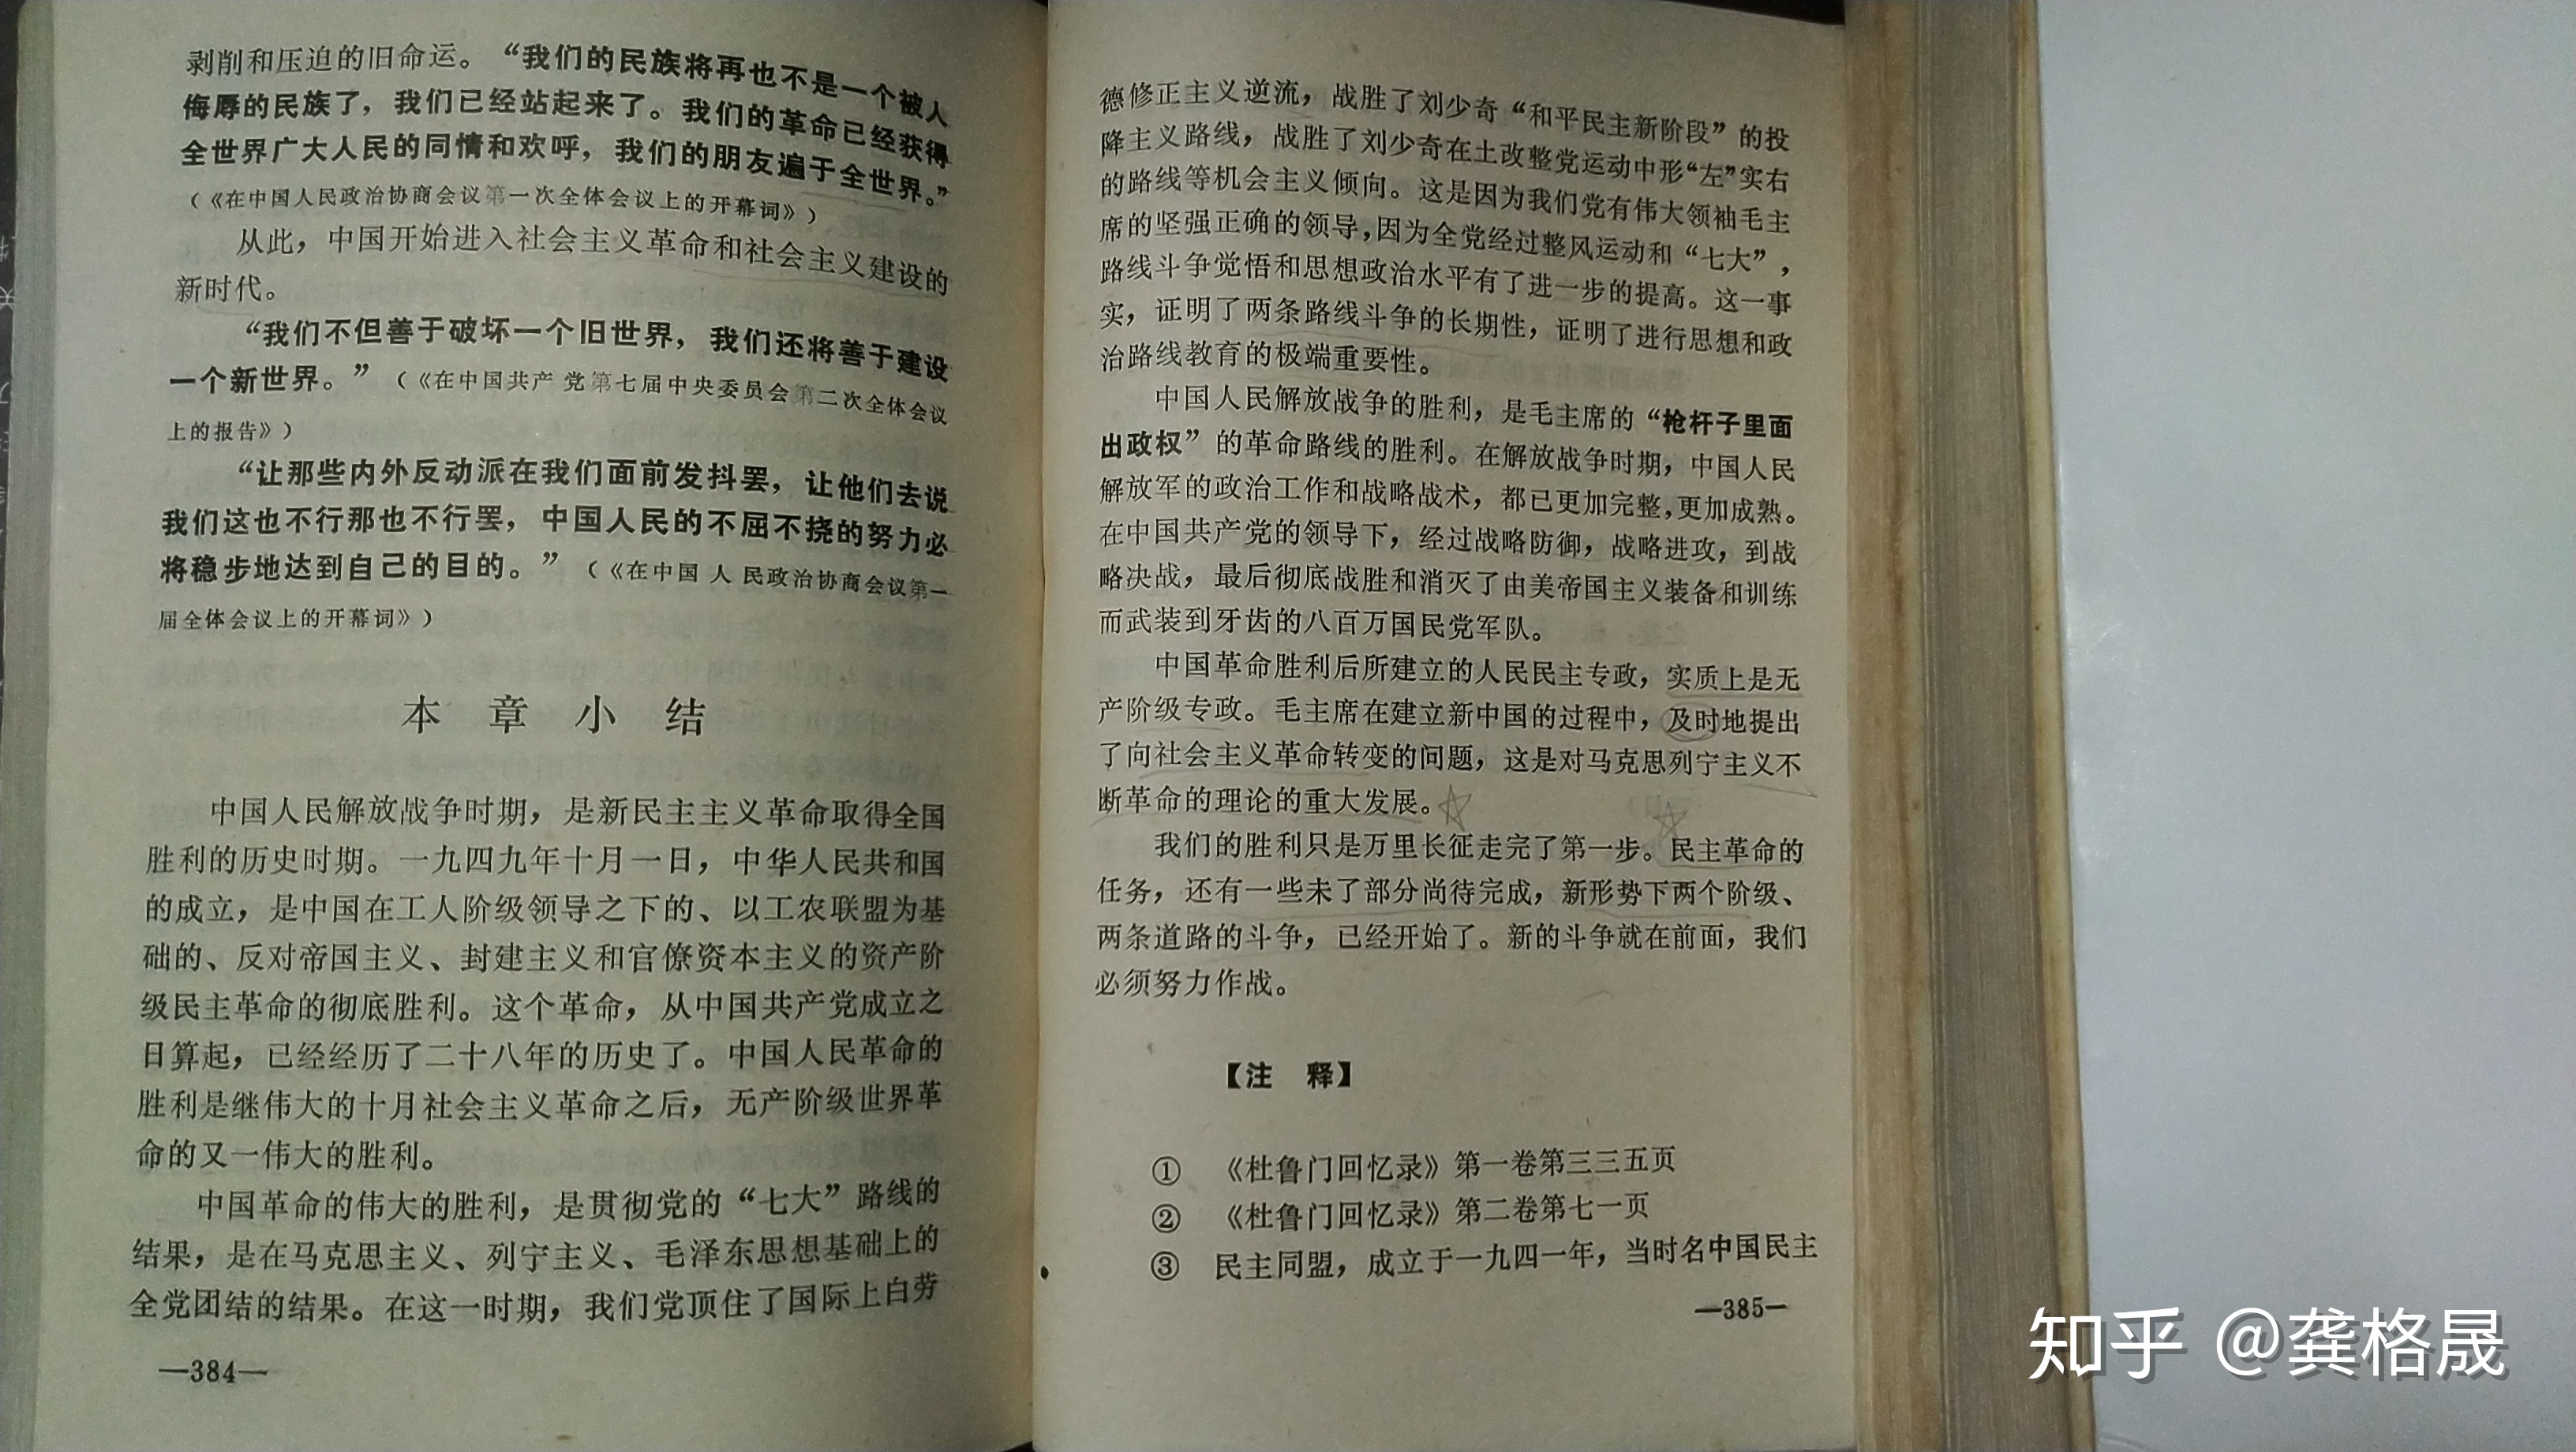 剥削和压迫的旧命运。“我们的民族将再也不是一个被人
侮辱的民族了，我们已经站起来了。我们的革命已经获得
全世界广大人民的同情和欢呼，我们的朋友遍于全世界。”
（《在中国人民政治协商会议第一次全体会议上的开幕词》）
从此，中国开始进入社会主义革命和社会主义建设的
新时代。
“我们不但善于破坏一个旧世界，我们还将善于建设
一个新世界。”（《在中国共产党第七届中央委员会第二次全体会议
上的报告》）
“让那些内外反动派在我们面前发抖罢，让他们去说
我们这也不行那也不行罢，中国人民的不屈不挠的努力必
将稳步地达到自己的目的。”（《在中国人民政治协商会议第一
届全体会议上的开幕词》）
本章小结
中国人民解放战争时期，是新民主主义革命取得全国
胜利的历史时期。一九四九年十月一日，中华人民共和国
的成立，是中国在工人阶级领导之下的、以工农联盟为基
础的、反对帝国主义、封建主义和官僚资本主义的资产阶
级民主革命的彻底胜利。这个革命，从中国共产党成立之
日算起，已经经历了二十八年的历史了。中国人民革命的
胜利是继伟大的十月社会主义革命之后，无产阶级世界革
命的又一伟大的胜利。
中国革命的伟大的胜利，是贯彻党的“七大”路线的
结果，是在马克思主义、列宁主义、毛泽东思想基础上的
全党团结的结果。在这一时期，我们党顶住了国际上白劳
—384—
德修正主义逆流，战胜了刘少奇“和平民主新阶段”的投
降主义路线，战胜了刘少奇在土改整党运动中形“左”实右
的路线等机会主义倾向。这是因为我们党有伟大领袖毛主
席的坚强正确的领导，因为全党经过整风运动和“七大”，
路线斗争觉悟和思想政治水平有了进一步的提高。这一事
实，证明了两条路线斗争的长期性，证明了进行思想和政
治路线教育的极端重要性。
中国人民解放战争的胜利，是毛主席的“枪杆子里面
出政权”的革命路线的胜利。在解放战争时期，中国人民
解放军的政治工作和战略战术，都已更加完整，更加成熟。
在中国共产党的领导下，经过战略防御，战略进攻，到战
略决战，最后彻底战胜和消灭了由美帝国主义装备和训练
而武装到牙齿的八百万国民党军队。
中国革命胜利后所建立的人民民主专政，实质上是无
产阶级专政。毛主席在建立新中国的过程中，及时地提出
了向社会主义革命转变的问题，这是对马克思列宁主义不
断革命的理论的重大发展。
我们的胜利只是万里长征走完了第一步。民主革命的
任务，还有一些未了部分尚待完成，新形势下两个阶级、
两条道路的斗争，已经开始了。新的斗争就在前面，我们
必须努力作战。
【注 释】
① 《杜鲁门回忆录》第一卷第三三五页
② 《杜鲁门回忆录》第二卷第七一页
③ 民主同盟，成立于一九四一年，当时名中国民主
—385—
知乎 @龚格晟